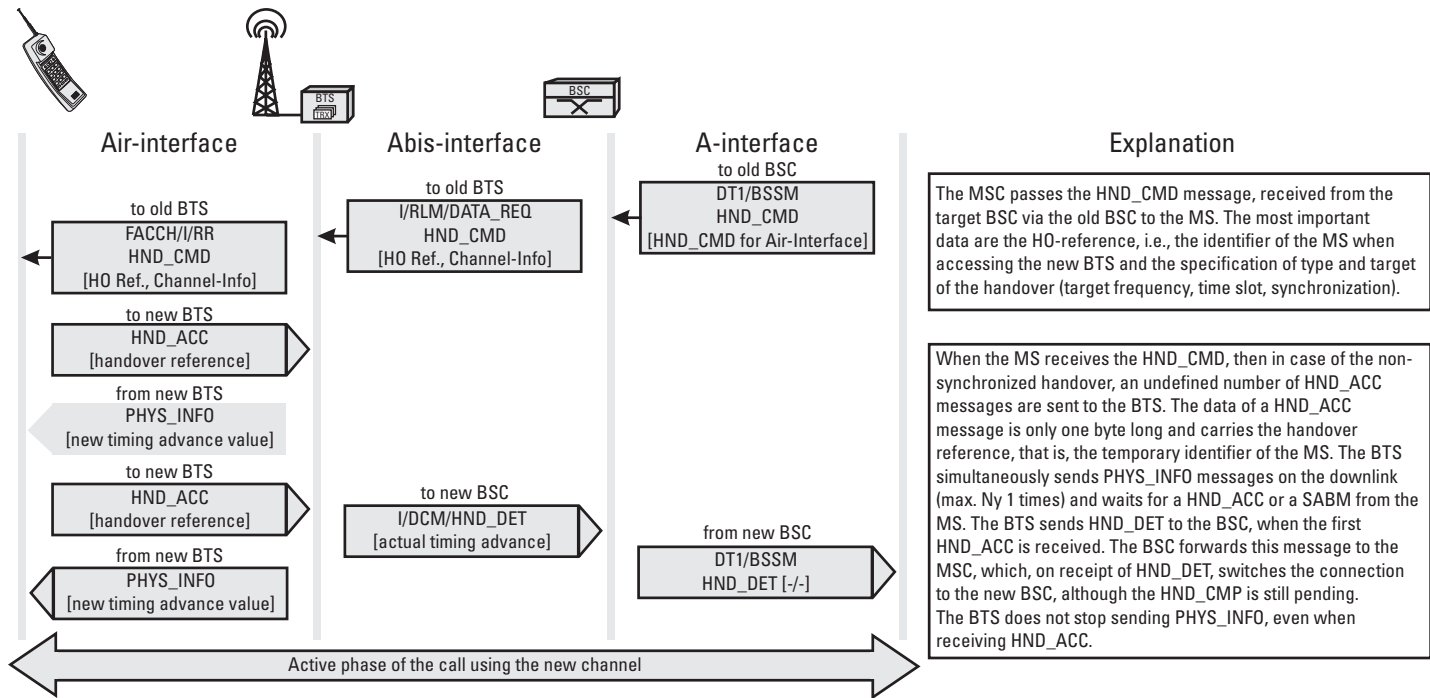 BTS
TRX
BSC
Air-interface
Abis-interface
A-interface
Explanation
to old BSC
DT1/BSSM
HND_CMD
[HND_CMD for Air-Interface]
to old BTS
I/RLM/DATA_REQ
HND_CMD
[HO Ref., Channel-Info]
to old BTS
FACCH/I/RR
HND_CMD
[HO Ref., Channel-Info]
The MSC passes the HND_CMD message, received from the
target BSC via the old BSC to the MS. The most important
data are the HO-reference, i.e., the identifier of the MS when
accessing the new BTS and the specification of type and target
of the handover (target frequency, time slot, synchronization).
to new BTS
HND_ACC
[handover reference]
from new BTS
PHYS_INFO
[new timing advance value]
to new BTS
HND_ACC
[handover reference]
to new BSC
I/DCM/HND_DET
[actual timing advance]
from new BSC
DT1/BSSM
HND_DET [-/-]
from new BTS
PHYS_INFO
[new timing advance value]
When the MS receives the HND_CMD, then in case of the non-
synchronized handover, an undefined number of HND_ACC
messages are sent to the BTS. The data of a HND_ACC
message is only one byte long and carries the handover
reference, that is, the temporary identifier of the MS. The BTS
simultaneously sends PHYS_INFO messages on the downlink
(max. Ny 1 times) and waits for a HND_ACC or a SABM from the
MS. The BTS sends HND_DET to the BSC, when the first
HND_ACC is received. The BSC forwards this message to the
MSC, which, on receipt of HND_DET, switches the connection
to the new BSC, although the HND_CMP is still pending.
The BTS does not stop sending PHYS_INFO, even when
receiving HND_ACC.
Active phase of the call using the new channel